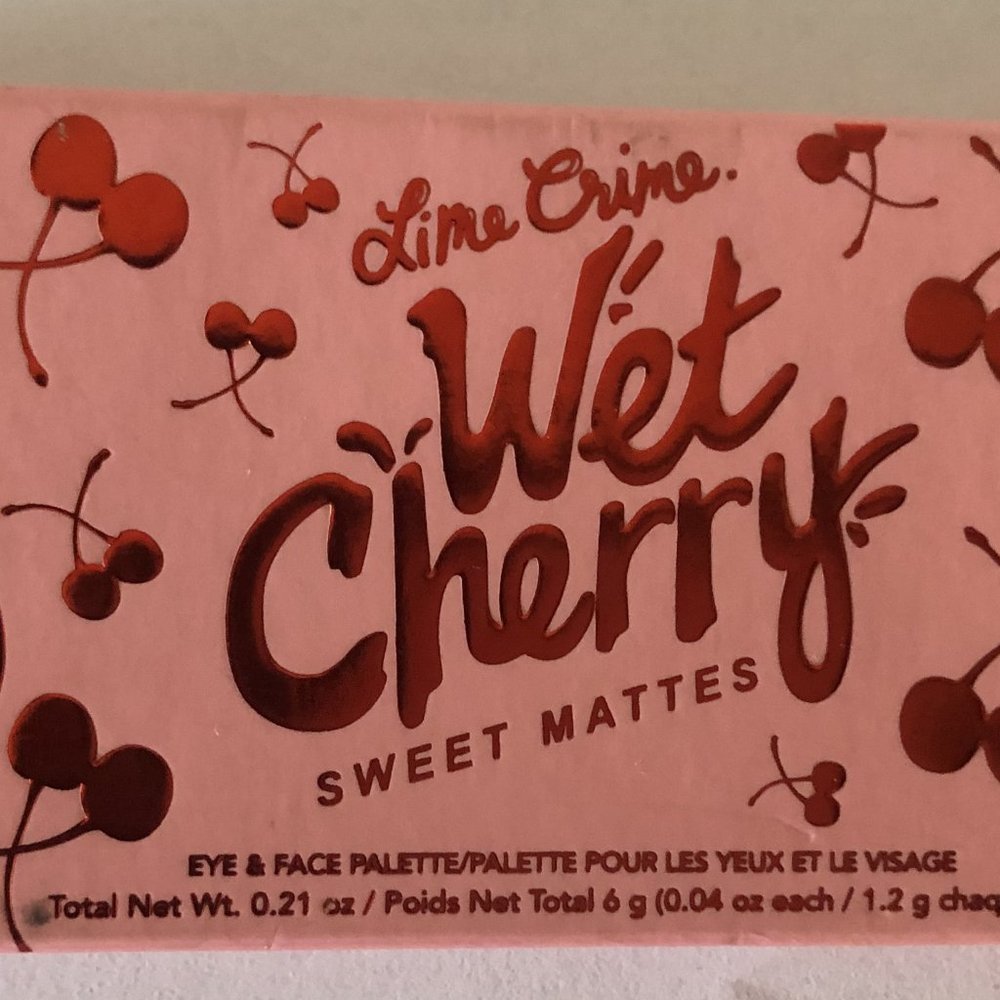 Lime Crime.
Wet
Cherry
SWEET MATTES
EYE & FACE PALETTE/PALETTE POUR LES YEUX ET LE VISAGE
Total Net Wt. 0.21 oz / Poids Net Total 6 g (0.04 oz each / 1.2 g chaq